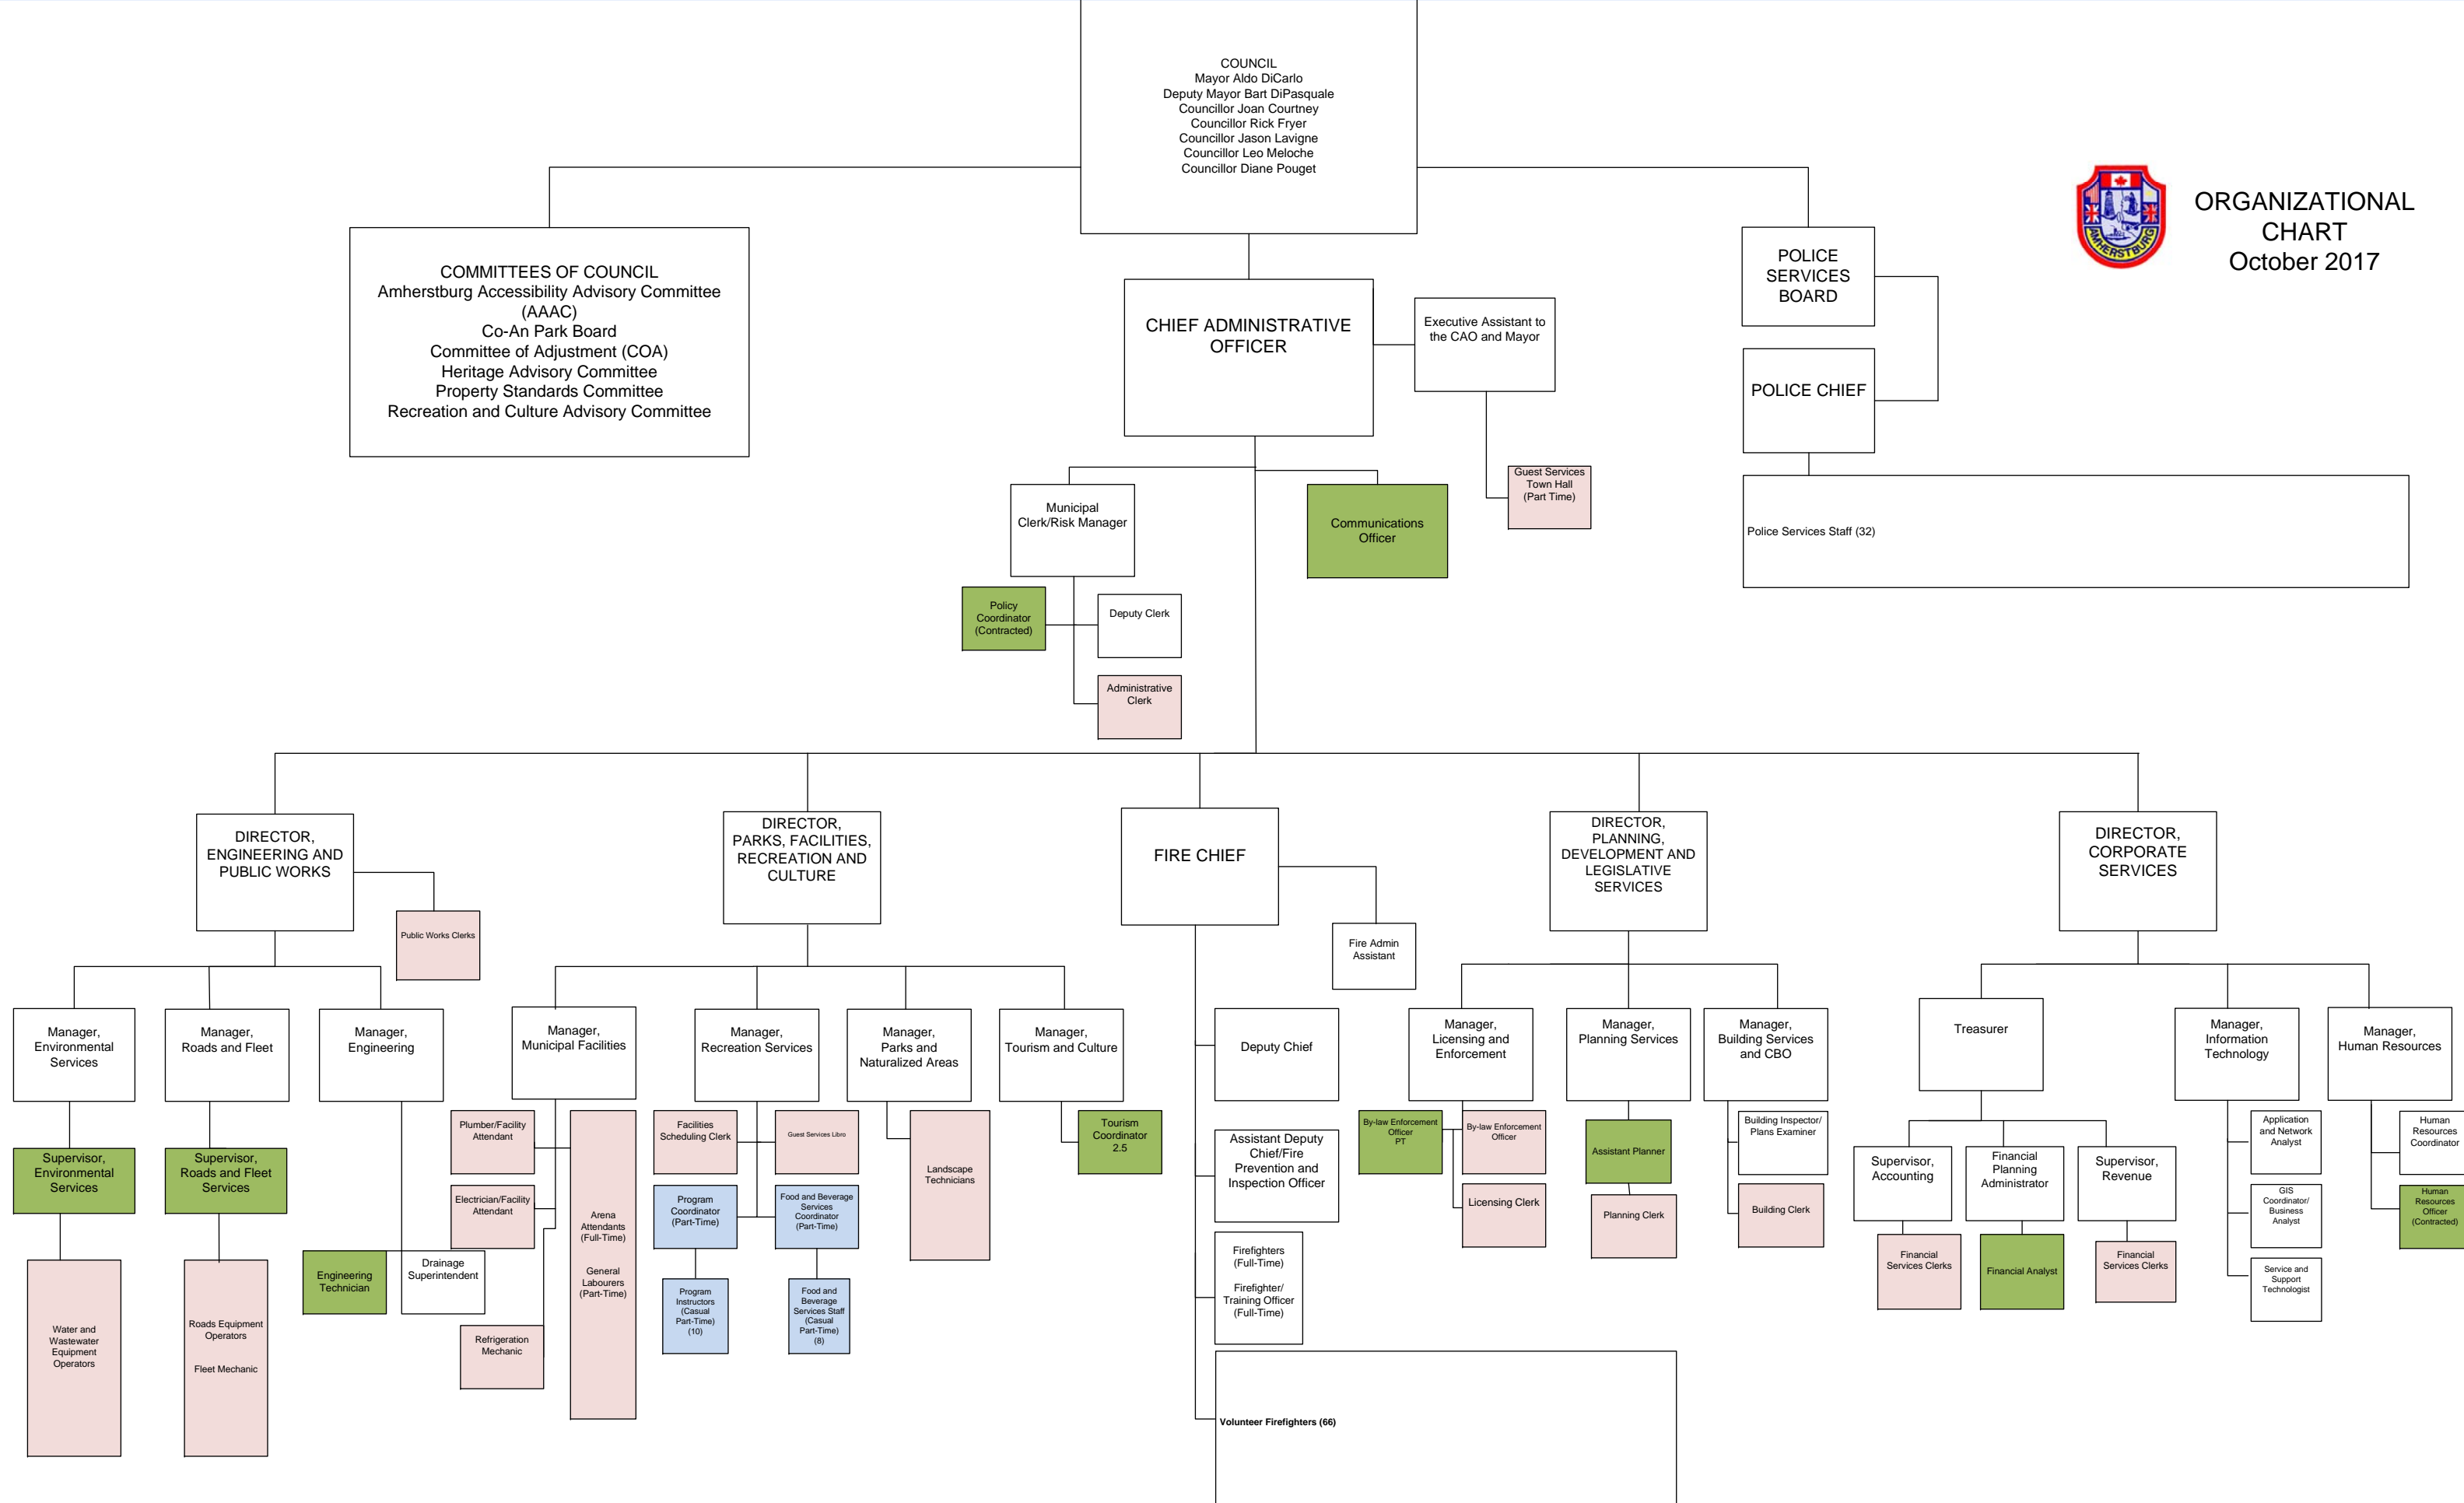 COUNCIL
Mayor Aldo DiCarlo
Deputy Mayor Bart DiPasquale
Councillor Joan Courtney
Councillor Rick Fryer
Councillor Jason Lavigne
Councillor Leo Meloche
Councillor Diane Pouget
COMMITTEES OF COUNCIL
Amherstburg Accessibility Advisory Committee
(AAAC)
Co-An Park Board
Committee of Adjustment (COA)
Heritage Advisory Committee
Property Standards Committee
Recreation and Culture Advisory Committee
CHIEF ADMINISTRATIVE
OFFICER
Executive Assistant to
the CAO and Mayor
POLICE
SERVICES
BOARD
POLICE CHIEF
AMHERSTBURG
ORGANIZATIONAL
CHART
October 2017
Municipal
Clerk/Risk Manager
Communications
Officer
Guest Services
Town Hall
(Part Time)
Police Services Staff (32)
Policy
Coordinator
(Contracted)
Deputy Clerk
Administrative
Clerk
DIRECTOR,
ENGINEERING AND
PUBLIC WORKS
Public Works Clerks
DIRECTOR,
PARKS, FACILITIES,
RECREATION AND
CULTURE
FIRE CHIEF
Fire Admin
Assistant
DIRECTOR,
PLANNING,
DEVELOPMENT AND
LEGISLATIVE
SERVICES
DIRECTOR,
CORPORATE
SERVICES
Manager,
Environmental
Services
Manager,
Roads and Fleet
Manager,
Engineering
Manager,
Municipal Facilities
Manager,
Recreation Services
Manager,
Parks and
Naturalized Areas
Manager,
Tourism and Culture
Deputy Chief
Manager,
Licensing and
Enforcement
Manager,
Planning Services
Manager,
Building Services
and CBO
Treasurer
Manager,
Information
Technology
Manager,
Human Resources
Supervisor,
Environmental
Services
Supervisor,
Roads and Fleet
Services
Plumber/Facility
Attendant
Electrician/Facility
Attendant
Arena
Attendants
(Full-Time)
General
Labourers
(Part-Time)
Facilities
Scheduling Clerk
Guest Services Libro
Program
Coordinator
(Part-Time)
Food and Beverage
Services
Coordinator
(Part-Time)
Landscape
Technicians
Tourism
Coordinator
2.5
Assistant Deputy
Chief/Fire
Prevention and
Inspection Officer
By-law Enforcement
Officer
PT
By-law Enforcement
Officer
Licensing Clerk
Assistant Planner
Planning Clerk
Building Inspector/
Plans Examiner
Building Clerk
Supervisor,
Accounting
Financial
Planning
Administrator
Supervisor,
Revenue
Application
and Network
Analyst
GIS
Coordinator/
Business
Analyst
Service and
Support
Technologist
Human
Resources
Coordinator
Human
Resources
Officer
(Contracted)
Water and
Wastewater
Equipment
Operators
Roads Equipment
Operators
Fleet Mechanic
Engineering
Technician
Drainage
Superintendent
Refrigeration
Mechanic
Program
Instructors
(Casual
Part-Time)
(10)
Food and
Beverage
Services Staff
(Casual
Part-Time)
(8)
Firefighters
(Full-Time)
Firefighter/
Training Officer
(Full-Time)
Financial
Services Clerks
Financial Analyst
Financial
Services Clerks
Volunteer Firefighters (66)